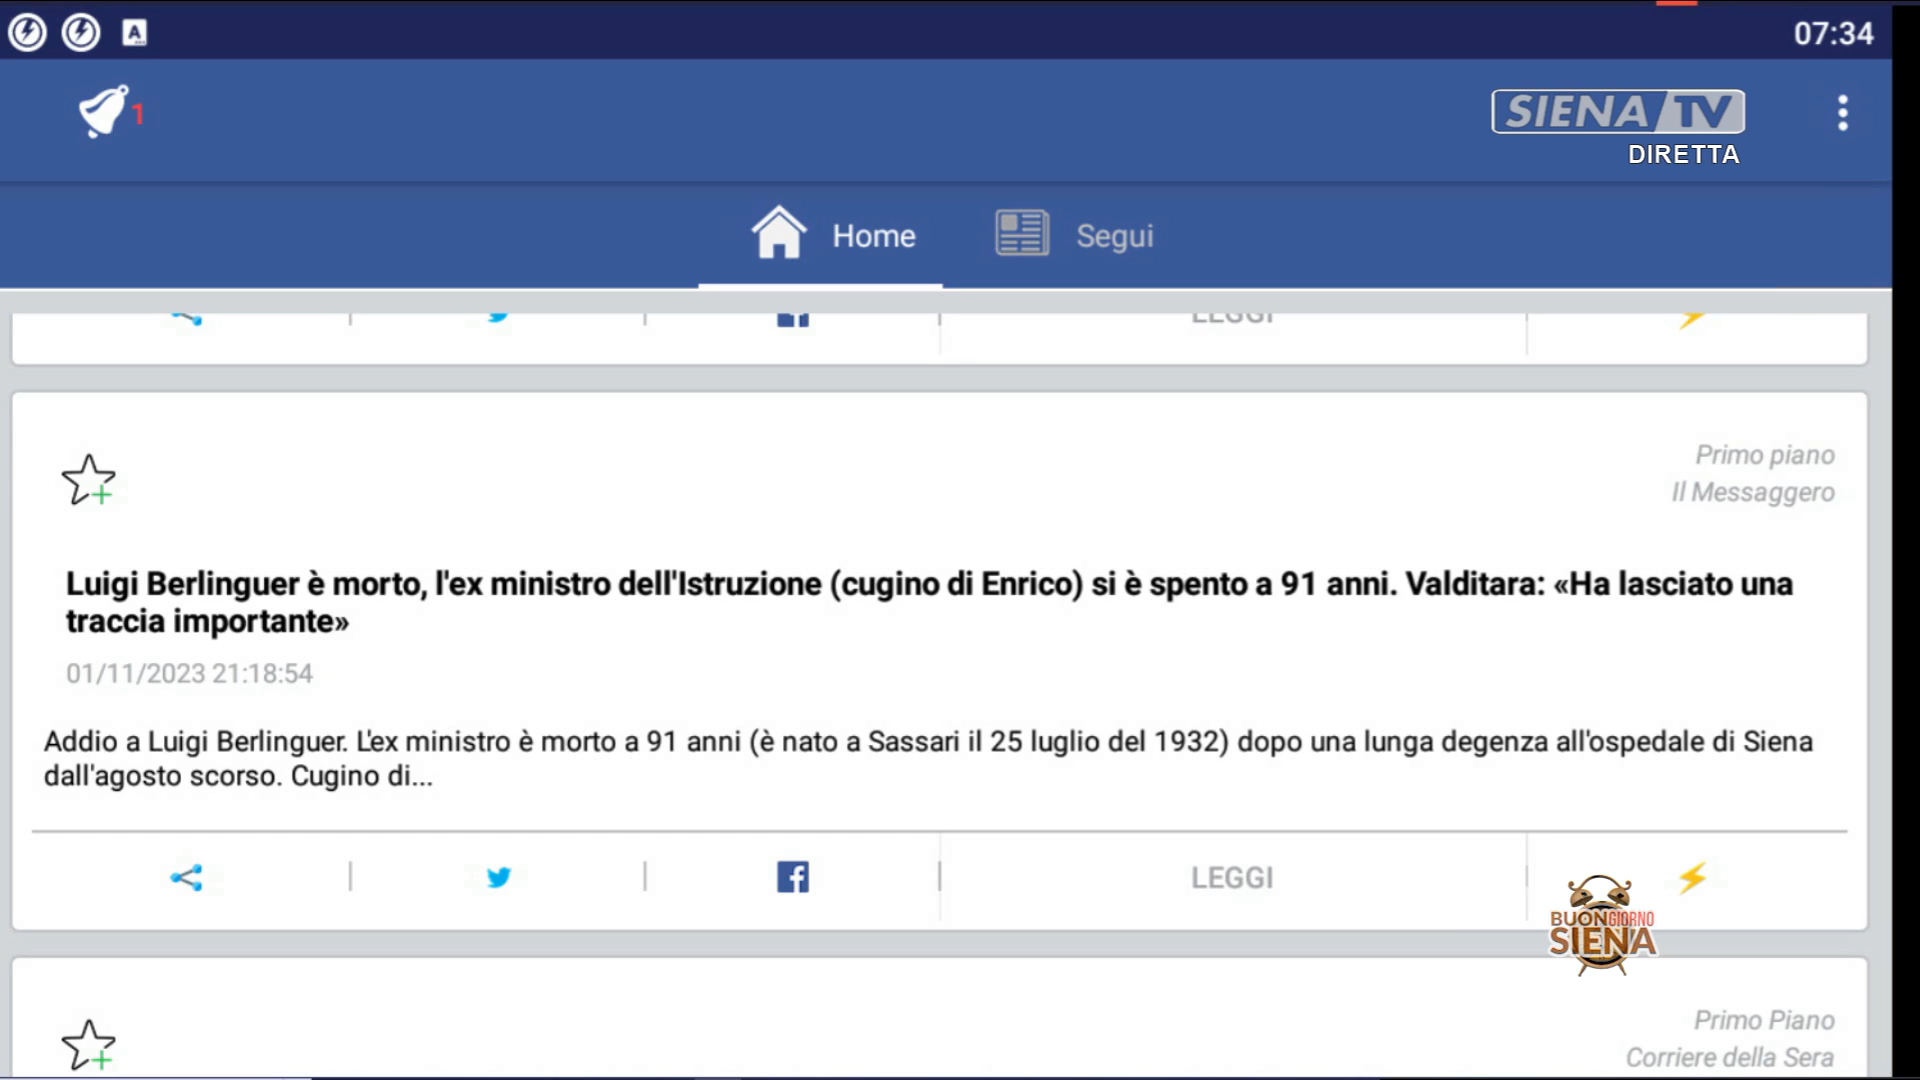 A
07:34
1
SIENA TV
DIRETTA
Home
Segui
LEGGI
Primo piano
Il Messaggero
Luigi Berlinguer è morto, l'ex ministro dell'Istruzione (cugino di Enrico) si è spento a 91 anni. Valditara: «Ha lasciato una
traccia importante»
01/11/2023 21:18:54
Addio a Luigi Berlinguer. L'ex ministro è morto a 91 anni (è nato a Sassari il 25 luglio del 1932) dopo una lunga degenza all'ospedale di Siena
dall'agosto scorso. Cugino di...
LEGGI
BUONGIORNO
SIENA
Primo Piano
Corriere della Sera